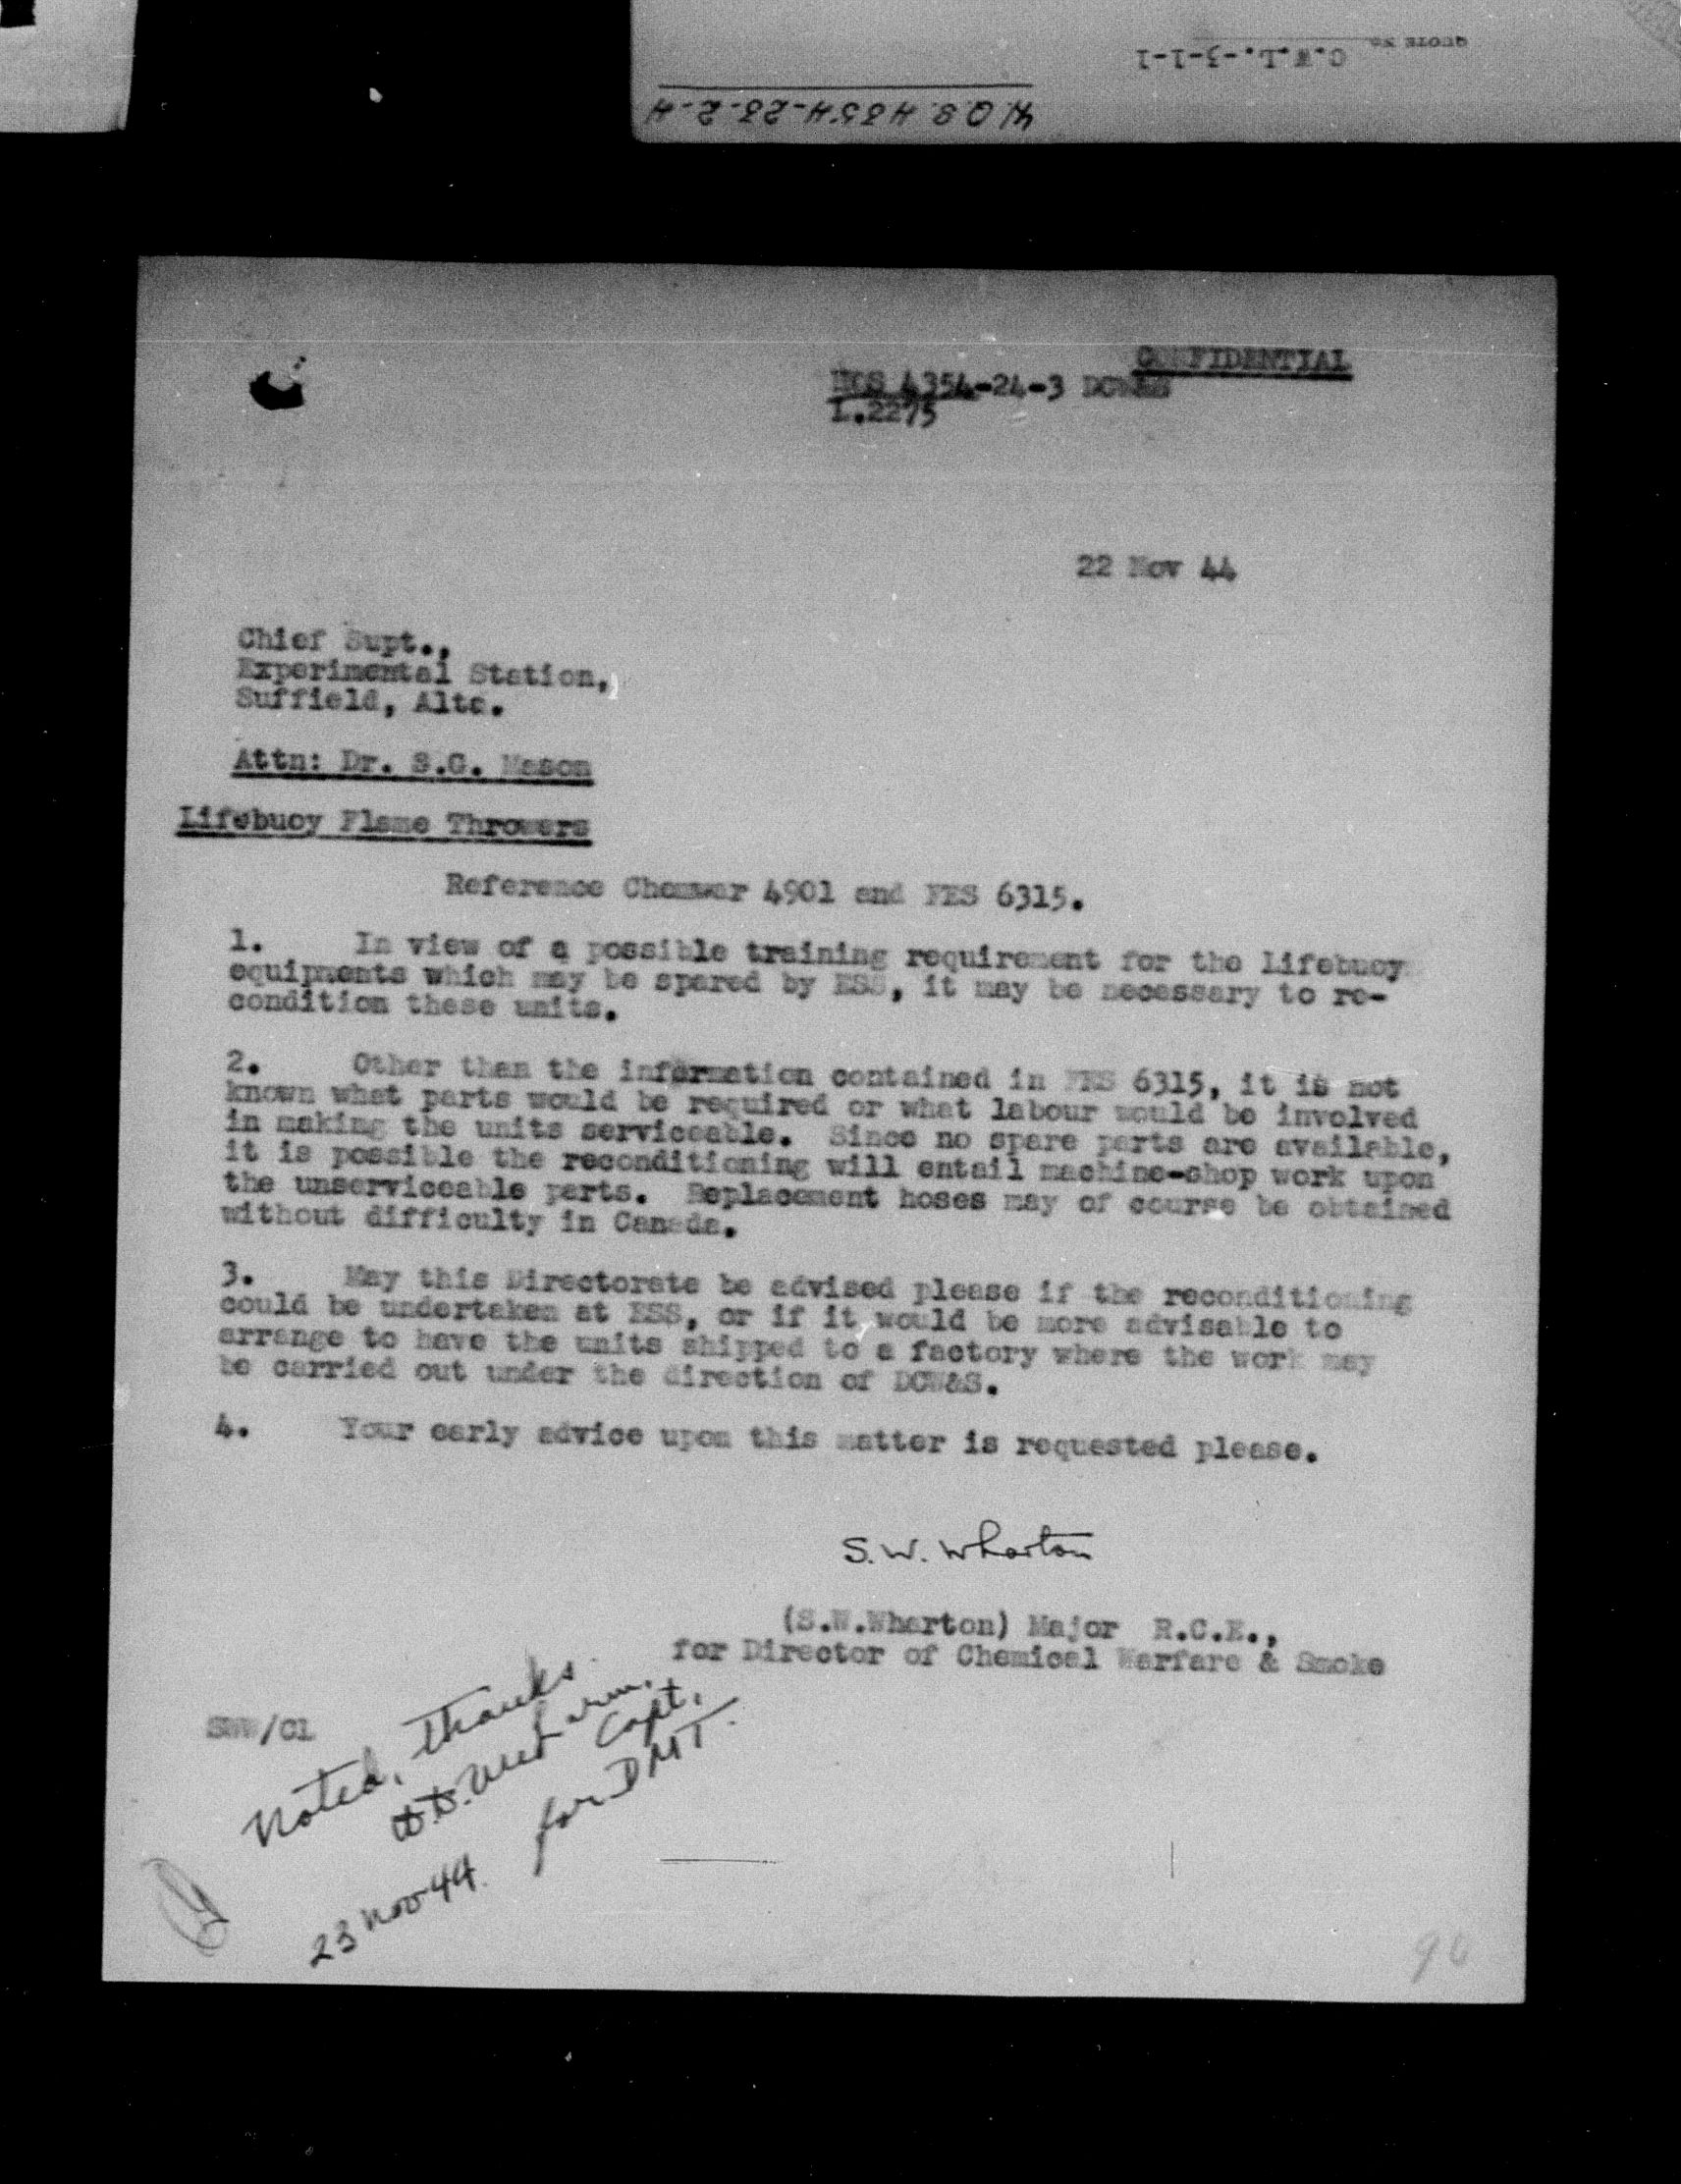 QUOTE No.
C.W.L.-3-1-1
H.Q.S. 4354-28-2-4
CONFIDENTIAL
HQS 4354-24-3 DCW&S
L.2275
22 Nov 44
Chief Supt.,
Experimental Station,
Suffield, Alta.
Attn: Dr. S.G. Mason
Lifebuoy Flame Throwers
Reference Chemwar 4901 and FES 6315.
1. In view of a possible training requirement for the Lifebuoy
equipments which may be spared by ESS, it may be necessary to re-
condition these units.
2. Other than the information contained in FES 6315, it is not
known what parts would be required or what labour would be involved
in making the units serviceable. Since no spare parts are available,
it is possible the reconditioning will entail machine-shop work upon
the unserviceable parts. Replacement hoses may of course be obtained
without difficulty in Canada.
3. May this Directorate be advised please if the reconditioning
could be undertaken at ESS, or if it would be more advisable to
arrange to have the units shipped to a factory where the work may
be carried out under the direction of DCW&S.
4. Your early advice upon this matter is requested please.
S.W. Wharton
(S.W.Wharton) Major R.C.E.,
for Director of Chemical Warfare & Smoke
SWW/CL
Noted, thanks.
Capt.
for DMT.
23 Nov 44.
96